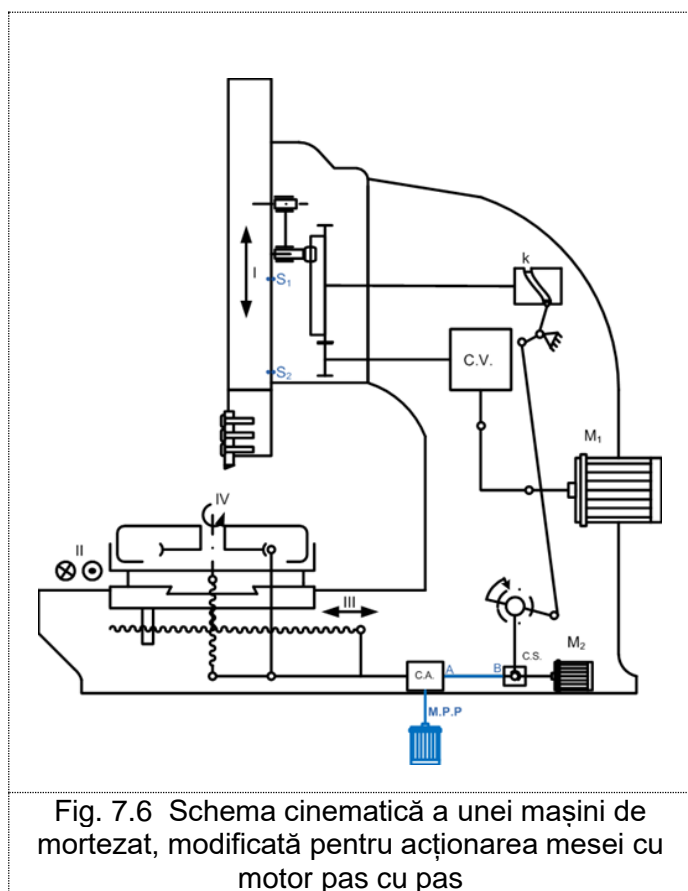 I
S₁
S₂
k
C.V.
M₁
IV
II
III
C.A.
A
B
C.S.
M₂
M.P.P
Fig. 7.6 Schema cinematică a unei mașini de
mortezat, modificată pentru acționarea mesei cu
motor pas cu pas